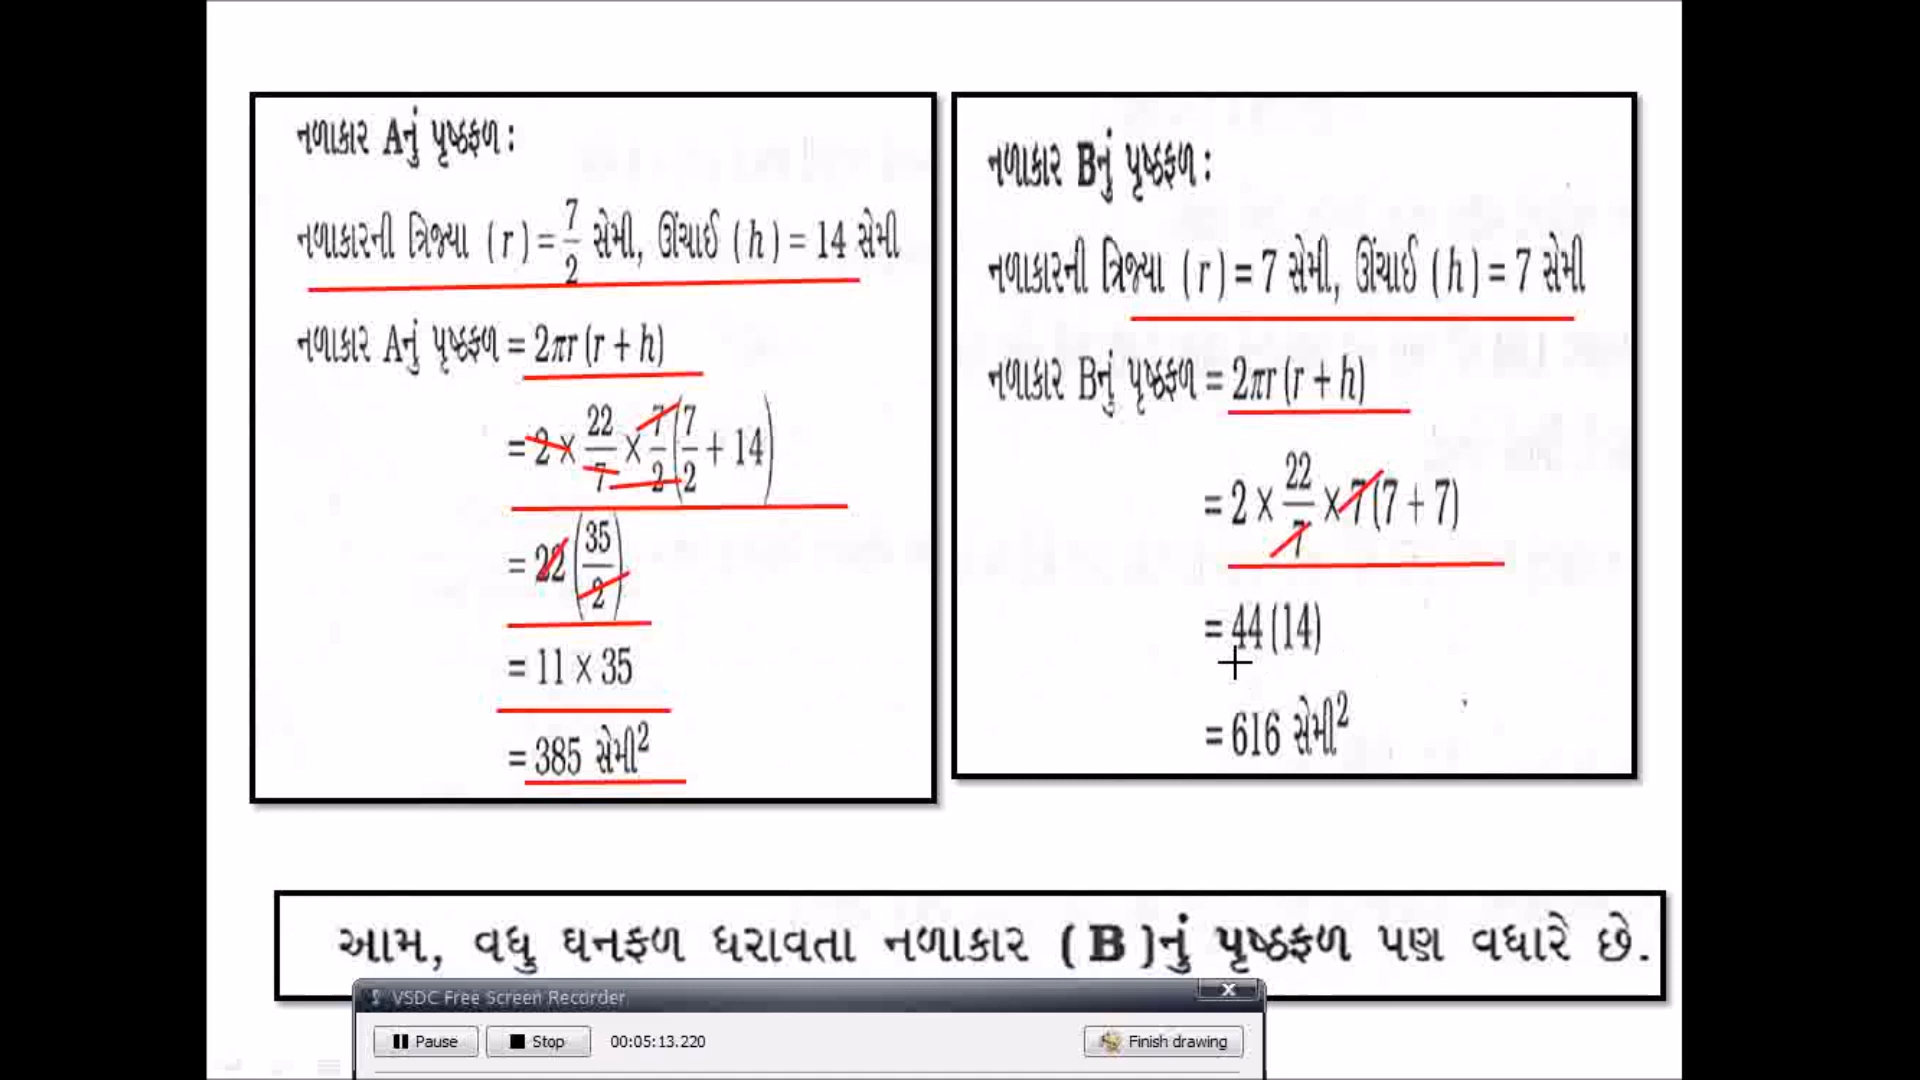 નળાકાર Aનું પૃષ્ઠફળ :
નળાકારની ત્રિજ્યા ( r ) = 7/2 સેમી, ઊંચાઈ ( h ) = 14 સેમી
નળાકાર Aનું પૃષ્ઠફળ = 2πr ( r + h )
= 2 × 22/7 × 7/2 ( 7/2 + 14 )
= 22 ( 35/2 )
= 11 × 35
= 385 સેમી²
નળાકાર Bનું પૃષ્ઠફળ :
નળાકારની ત્રિજ્યા ( r ) = 7 સેમી, ઊંચાઈ ( h ) = 7 સેમી
નળાકાર Bનું પૃષ્ઠફળ = 2πr ( r + h )
= 2 × 22/7 × 7 (7 + 7)
= 44 (14)
= 616 સેમી²
આમ, વધુ ઘનફળ ધરાવતા નળાકાર ( B )નું પૃષ્ઠફળ પણ વધારે છે.
VSDC Free Screen Recorder
Pause Stop 00:05:13.220 Finish drawing